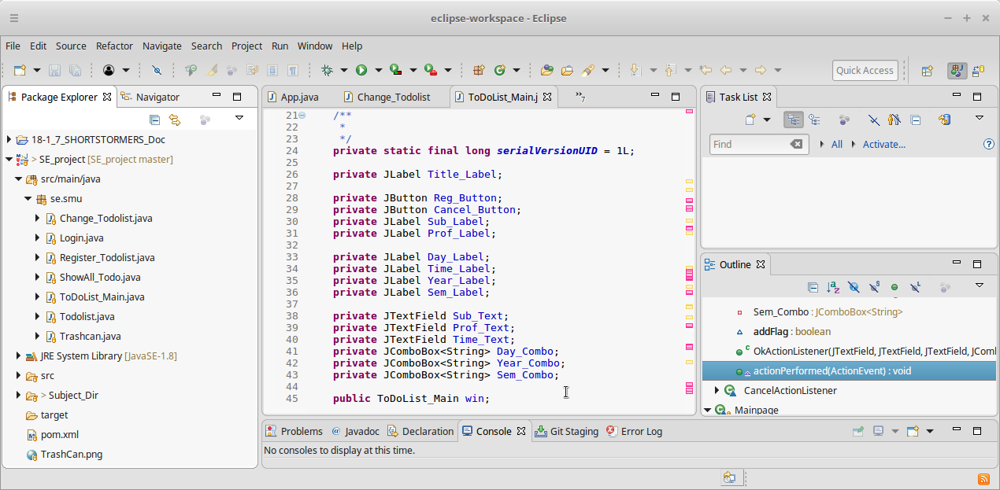 eclipse-workspace - Eclipse
File Edit Source Refactor Navigate Search Project Run Window Help
Quick Access
Package Explorer Navigator
18-1_7_SHORTSTORMERS_Doc
> SE_project [SE_project master]
src/main/java
se.smu
Change_Todolist.java
Login.java
Register_Todolist.java
ShowAll_Todo.java
ToDoList_Main.java
Todolist.java
Trashcan.java
JRE System Library [JavaSE-1.8]
src
> Subject_Dir
target
pom.xml
TrashCan.png
App.java Change_Todolist ToDoList_Main.j »7
21 /**
22 *
23 */
24 private static final long serialVersionUID = 1L;
25
26 private JLabel Title_Label;
27
28 private JButton Reg_Button;
29 private JButton Cancel_Button;
30 private JLabel Sub_Label;
31 private JLabel Prof_Label;
32
33 private JLabel Day_Label;
34 private JLabel Time_Label;
35 private JLabel Year_Label;
36 private JLabel Sem_Label;
37
38 private JTextField Sub_Text;
39 private JTextField Prof_Text;
40 private JTextField Time_Text;
41 private JComboBox<String> Day_Combo;
42 private JComboBox<String> Year_Combo;
43 private JComboBox<String> Sem_Combo;
44
45 public ToDoList_Main win;
Task List
Find All Activate...
Outline
Sem_Combo : JComboBox<String>
addFlag : boolean
OkActionListener(JTextField, JTextField, JTextField, JComl
actionPerformed(ActionEvent) : void
CancelActionListener
Mainpage
Problems @ Javadoc Declaration Console Git Staging Error Log
No consoles to display at this time.